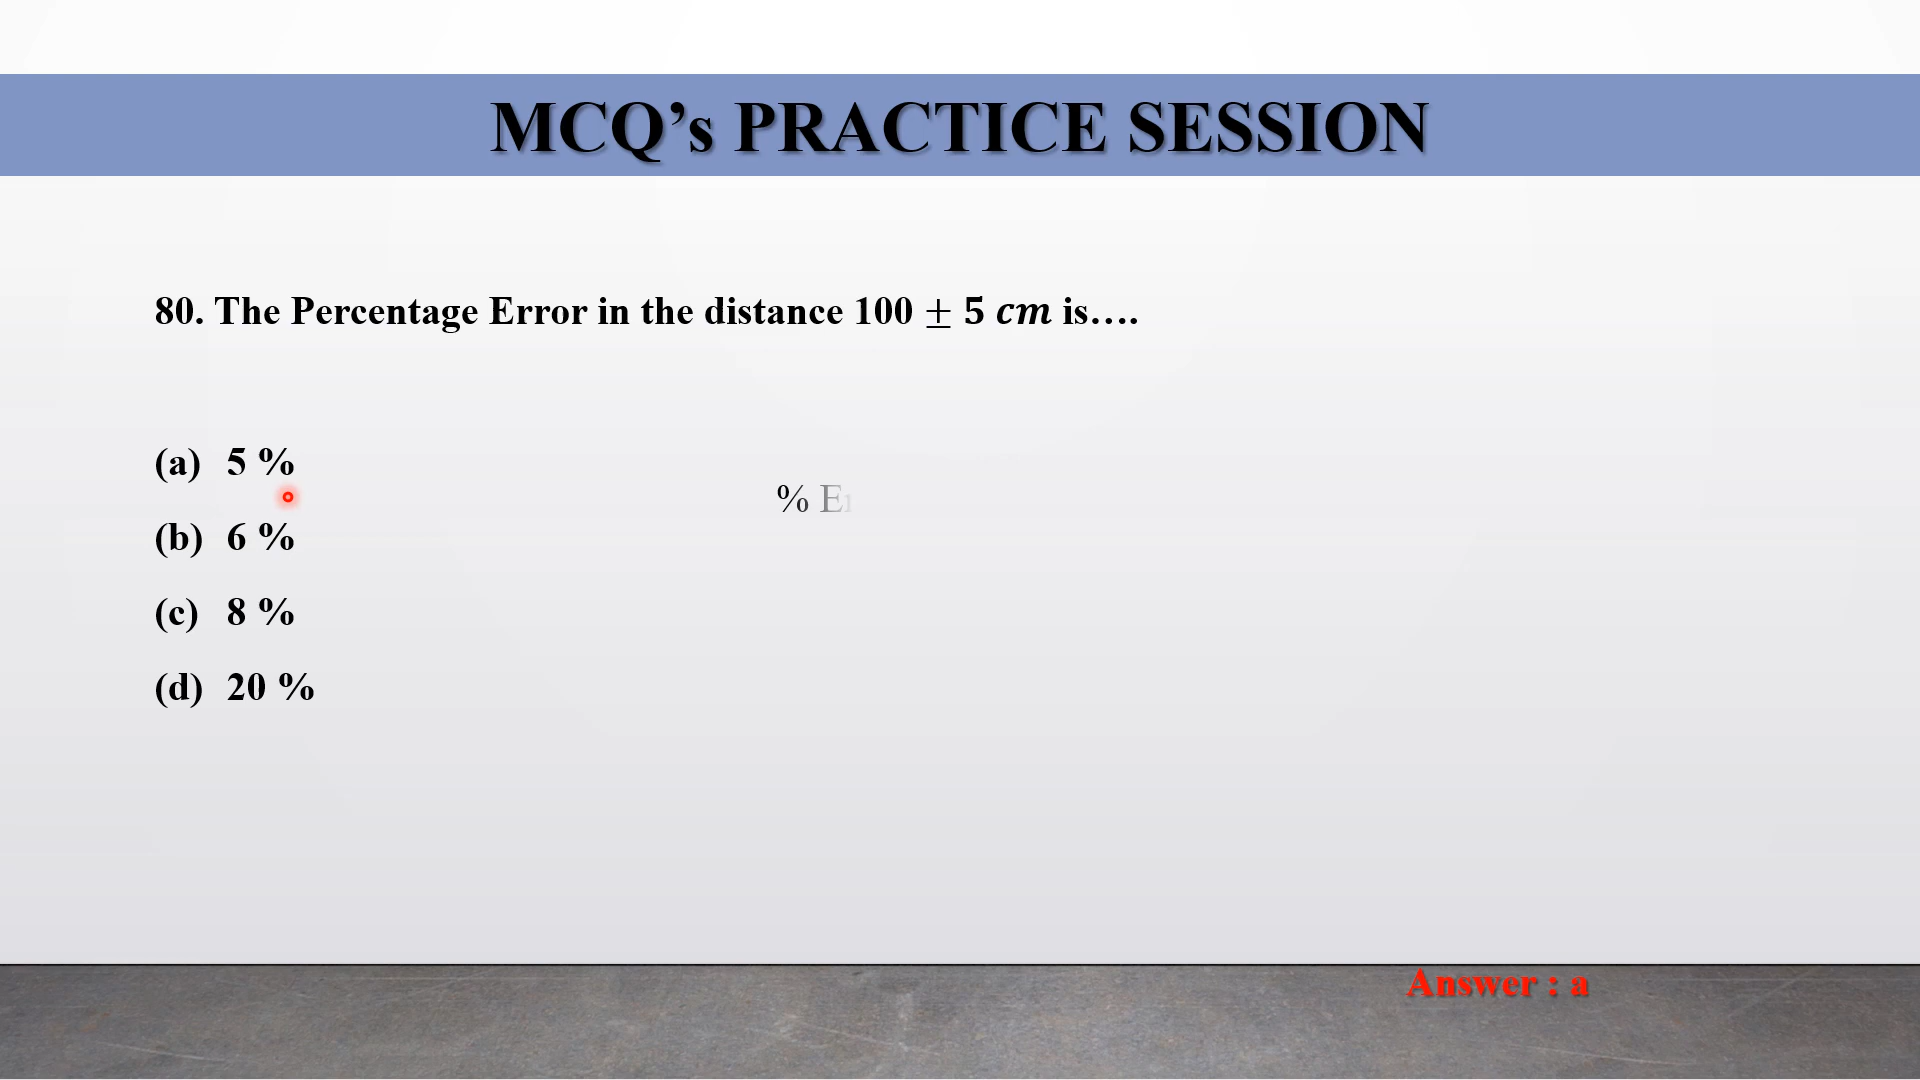 MCQ’s PRACTICE SESSION
80. The Percentage Error in the distance 100 ± 5 cm is….
(a) 5 %
% E
(b) 6 %
(c) 8 %
(d) 20 %
Answer : a